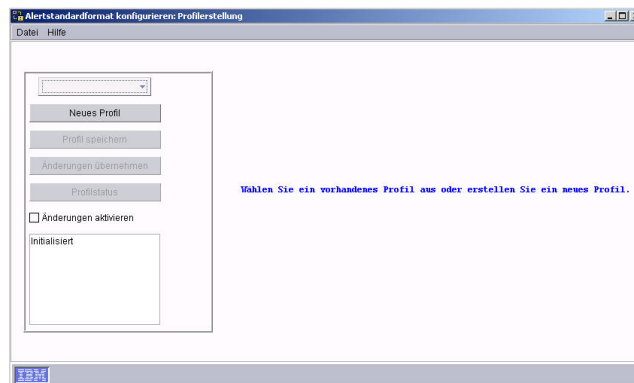 Alertstandardformat konfigurieren: Profilerstellung
Datei Hilfe
Neues Profil
Profil speichern
Änderungen übernehmen
Profilstatus
Änderungen aktivieren
Initialisiert
Wählen Sie ein vorhandenes Profil aus oder erstellen Sie ein neues Profil.
IBM